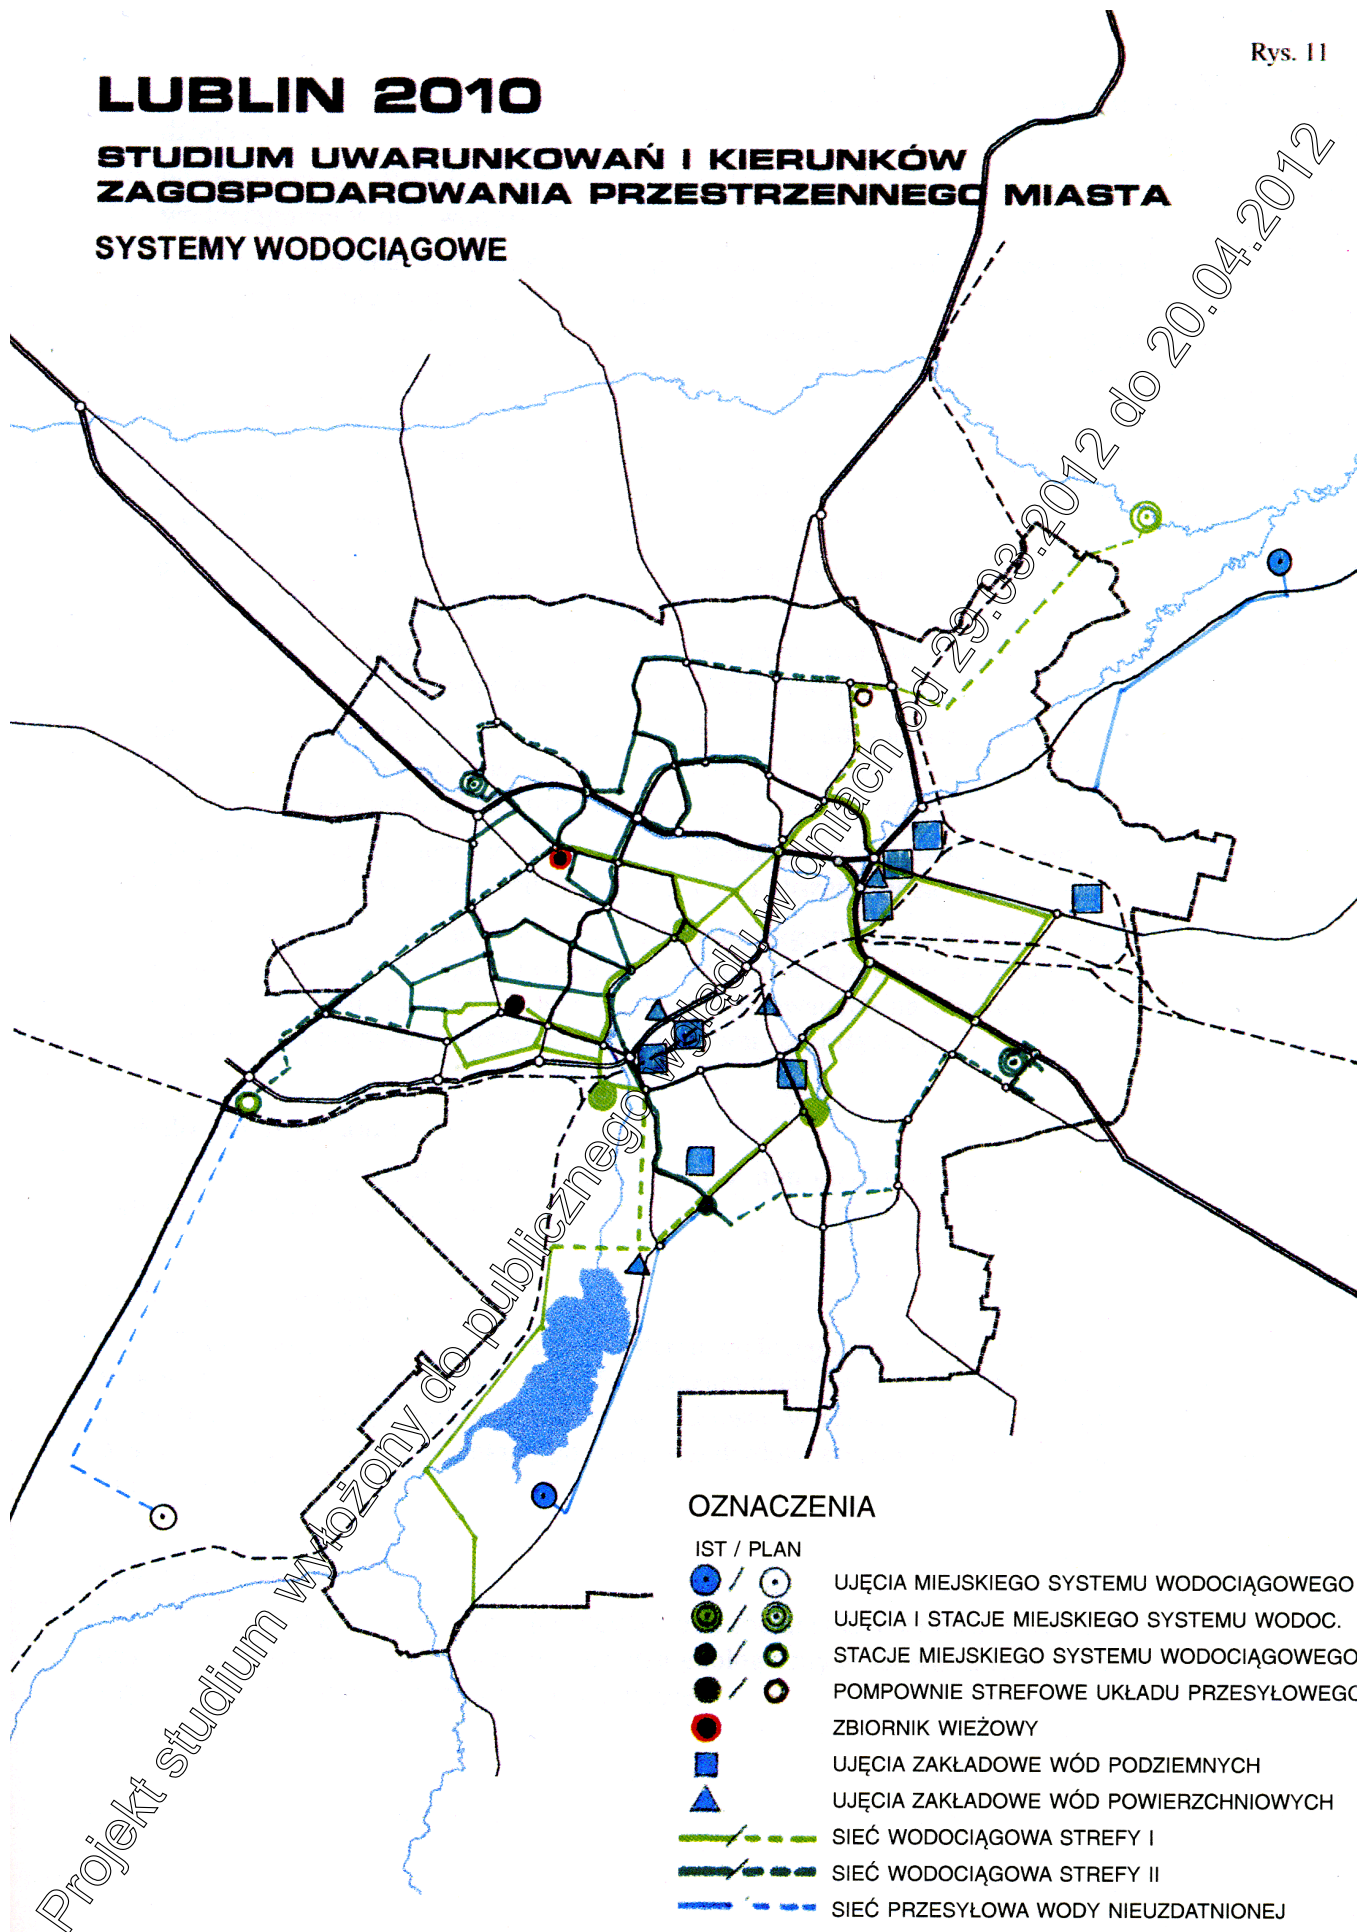 Rys. 11
LUBLIN 2010
STUDIUM UWARUNKOWAŃ I KIERUNKÓW
ZAGOSPODAROWANIA PRZESTRZENNEGO MIASTA
SYSTEMY WODOCIĄGOWE
Projekt studium wyłożony do publicznego wglądu w dniach od 29.03.2012 do 20.04.2012
OZNACZENIA
IST / PLAN
UJĘCIA MIEJSKIEGO SYSTEMU WODOCIĄGOWEGO
UJĘCIA I STACJE MIEJSKIEGO SYSTEMU WODOC.
STACJE MIEJSKIEGO SYSTEMU WODOCIĄGOWEGO
POMPOWNIE STREFOWE UKŁADU PRZESYŁOWEGO
ZBIORNIK WIEŻOWY
UJĘCIA ZAKŁADOWE WÓD PODZIEMNYCH
UJĘCIA ZAKŁADOWE WÓD POWIERZCHNIOWYCH
SIEĆ WODOCIĄGOWA STREFY I
SIEĆ WODOCIĄGOWA STREFY II
SIEĆ PRZESYŁOWA WODY NIEUZDATNIONEJ